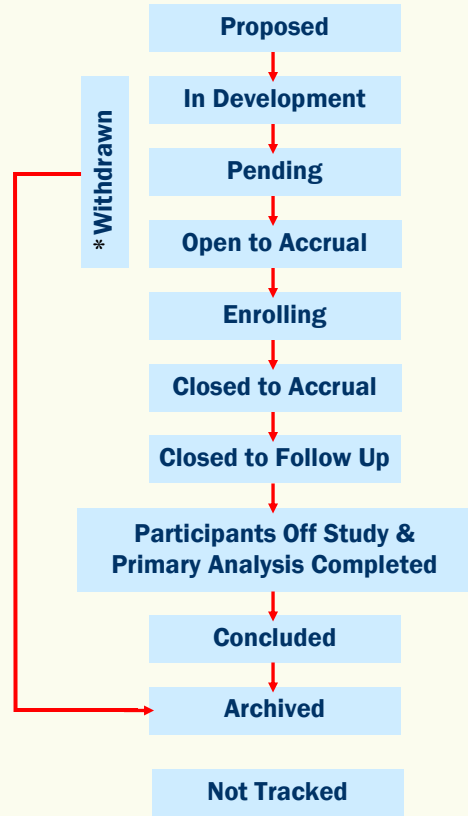 Proposed
In Development
*Withdrawn
Pending
Open to Accrual
Enrolling
Closed to Accrual
Closed to Follow Up
Participants Off Study &
Primary Analysis Completed
Concluded
Archived
Not Tracked